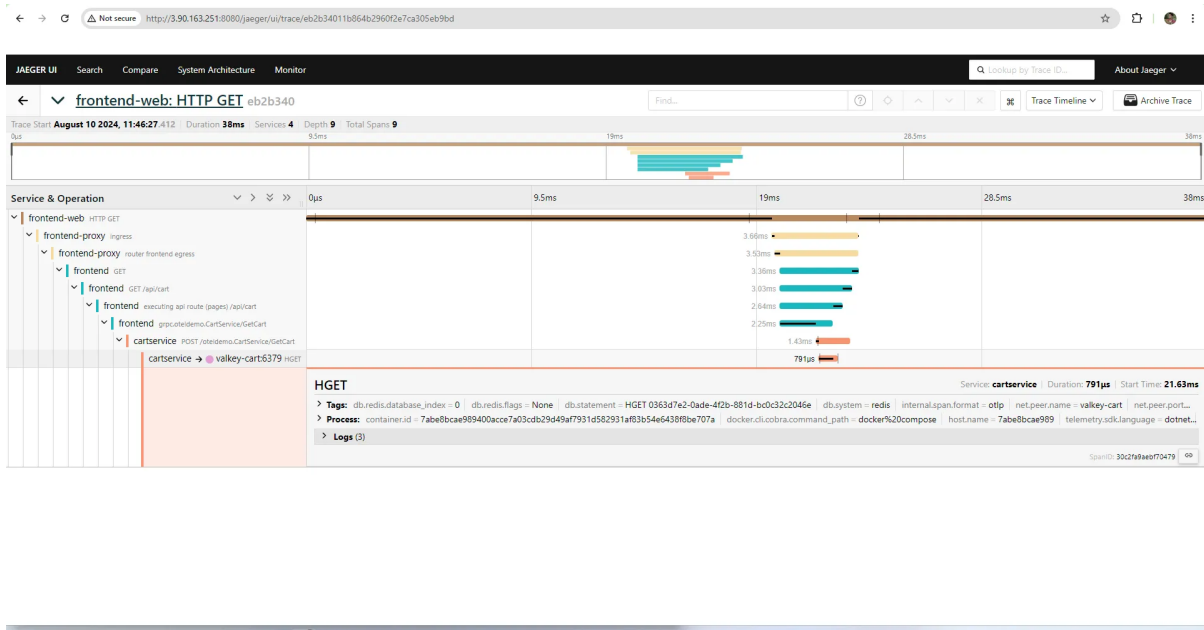 Not secure http://3.90.163.251:8080/jaeger/ui/trace/eb2b34011b864b2960f2e7ca305eb9bd
JAEGER UI Search Compare System Architecture Monitor Lookup by Trace ID... About Jaeger
frontend-web: HTTP GET eb2b340 Find... Trace Timeline Archive Trace
Trace Start August 10 2024, 11:46:27.412 Duration 38ms Services 4 Depth 9 Total Spans 9
0µs 9.5ms 19ms 28.5ms 38ms
Service & Operation 0µs 9.5ms 19ms 28.5ms 38ms
frontend-web HTTP GET
frontend-proxy ingress 3.66ms
frontend-proxy router frontend egress 3.53ms
frontend GET 3.36ms
frontend GET /api/cart 3.03ms
frontend executing api route (pages) /api/cart 2.64ms
frontend grpc.oteldemo.CartService/GetCart 2.25ms
cartservice POST /oteldemo.CartService/GetCart 1.43ms
cartservice → valkey-cart:6379 HGET 791µs
HGET Service: cartservice Duration: 791µs Start Time: 21.63ms
Tags: db.redis.database_index = 0 db.redis.flags = None db.statement = HGET 0363d7e2-0ade-4f2b-881d-bc0c32c2046e db.system = redis internal.span.format = otlp net.peer.name = valkey-cart net.peer.port...
Process: container.id = 7abe8bcae989400acce7a03cdb29d49af7931d582931af83b54e6438f8be707a docker.cli.cobra.command_path = docker%20compose host.name = 7abe8bcae989 telemetry.sdk.language = dotnet...
Logs (3)
SpanID: 30c2fa9aebf70479